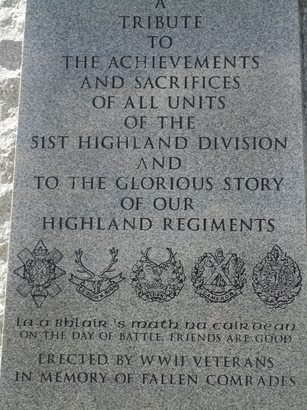 A
TRIBUTE
TO
THE ACHIEVEMENTS
AND SACRIFICES
OF ALL UNITS
OF THE
51ST HIGHLAND DIVISION
AND
TO THE GLORIOUS STORY
OF OUR
HIGHLAND REGIMENTS
La a Bhlair 's math na Cairdean
ON THE DAY OF BATTLE, FRIENDS ARE GOOD
ERECTED BY WWII VETERANS
IN MEMORY OF FALLEN COMRADES